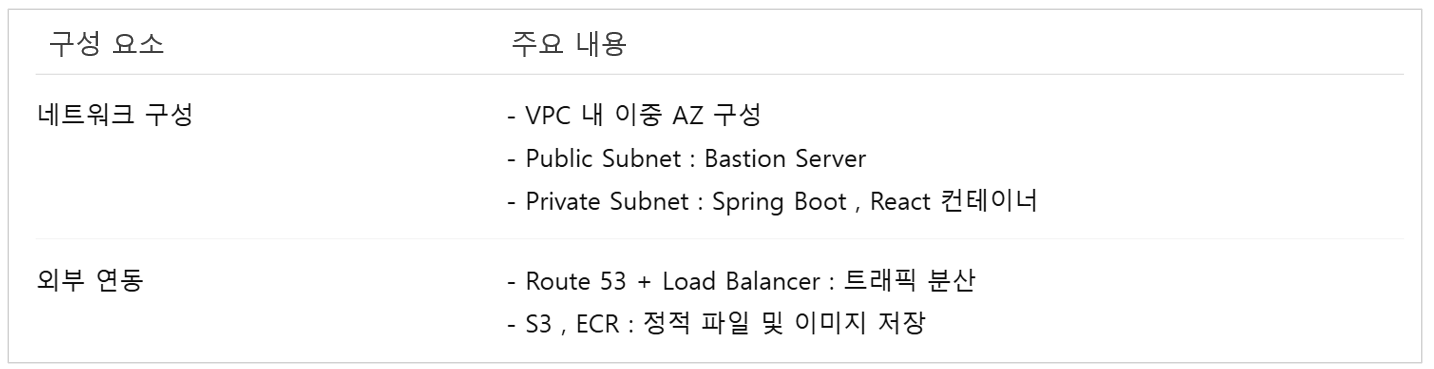 구성 요소 주요 내용
네트워크 구성 - VPC 내 이중 AZ 구성
- Public Subnet : Bastion Server
- Private Subnet : Spring Boot , React 컨테이너
외부 연동 - Route 53 + Load Balancer : 트래픽 분산
- S3 , ECR : 정적 파일 및 이미지 저장